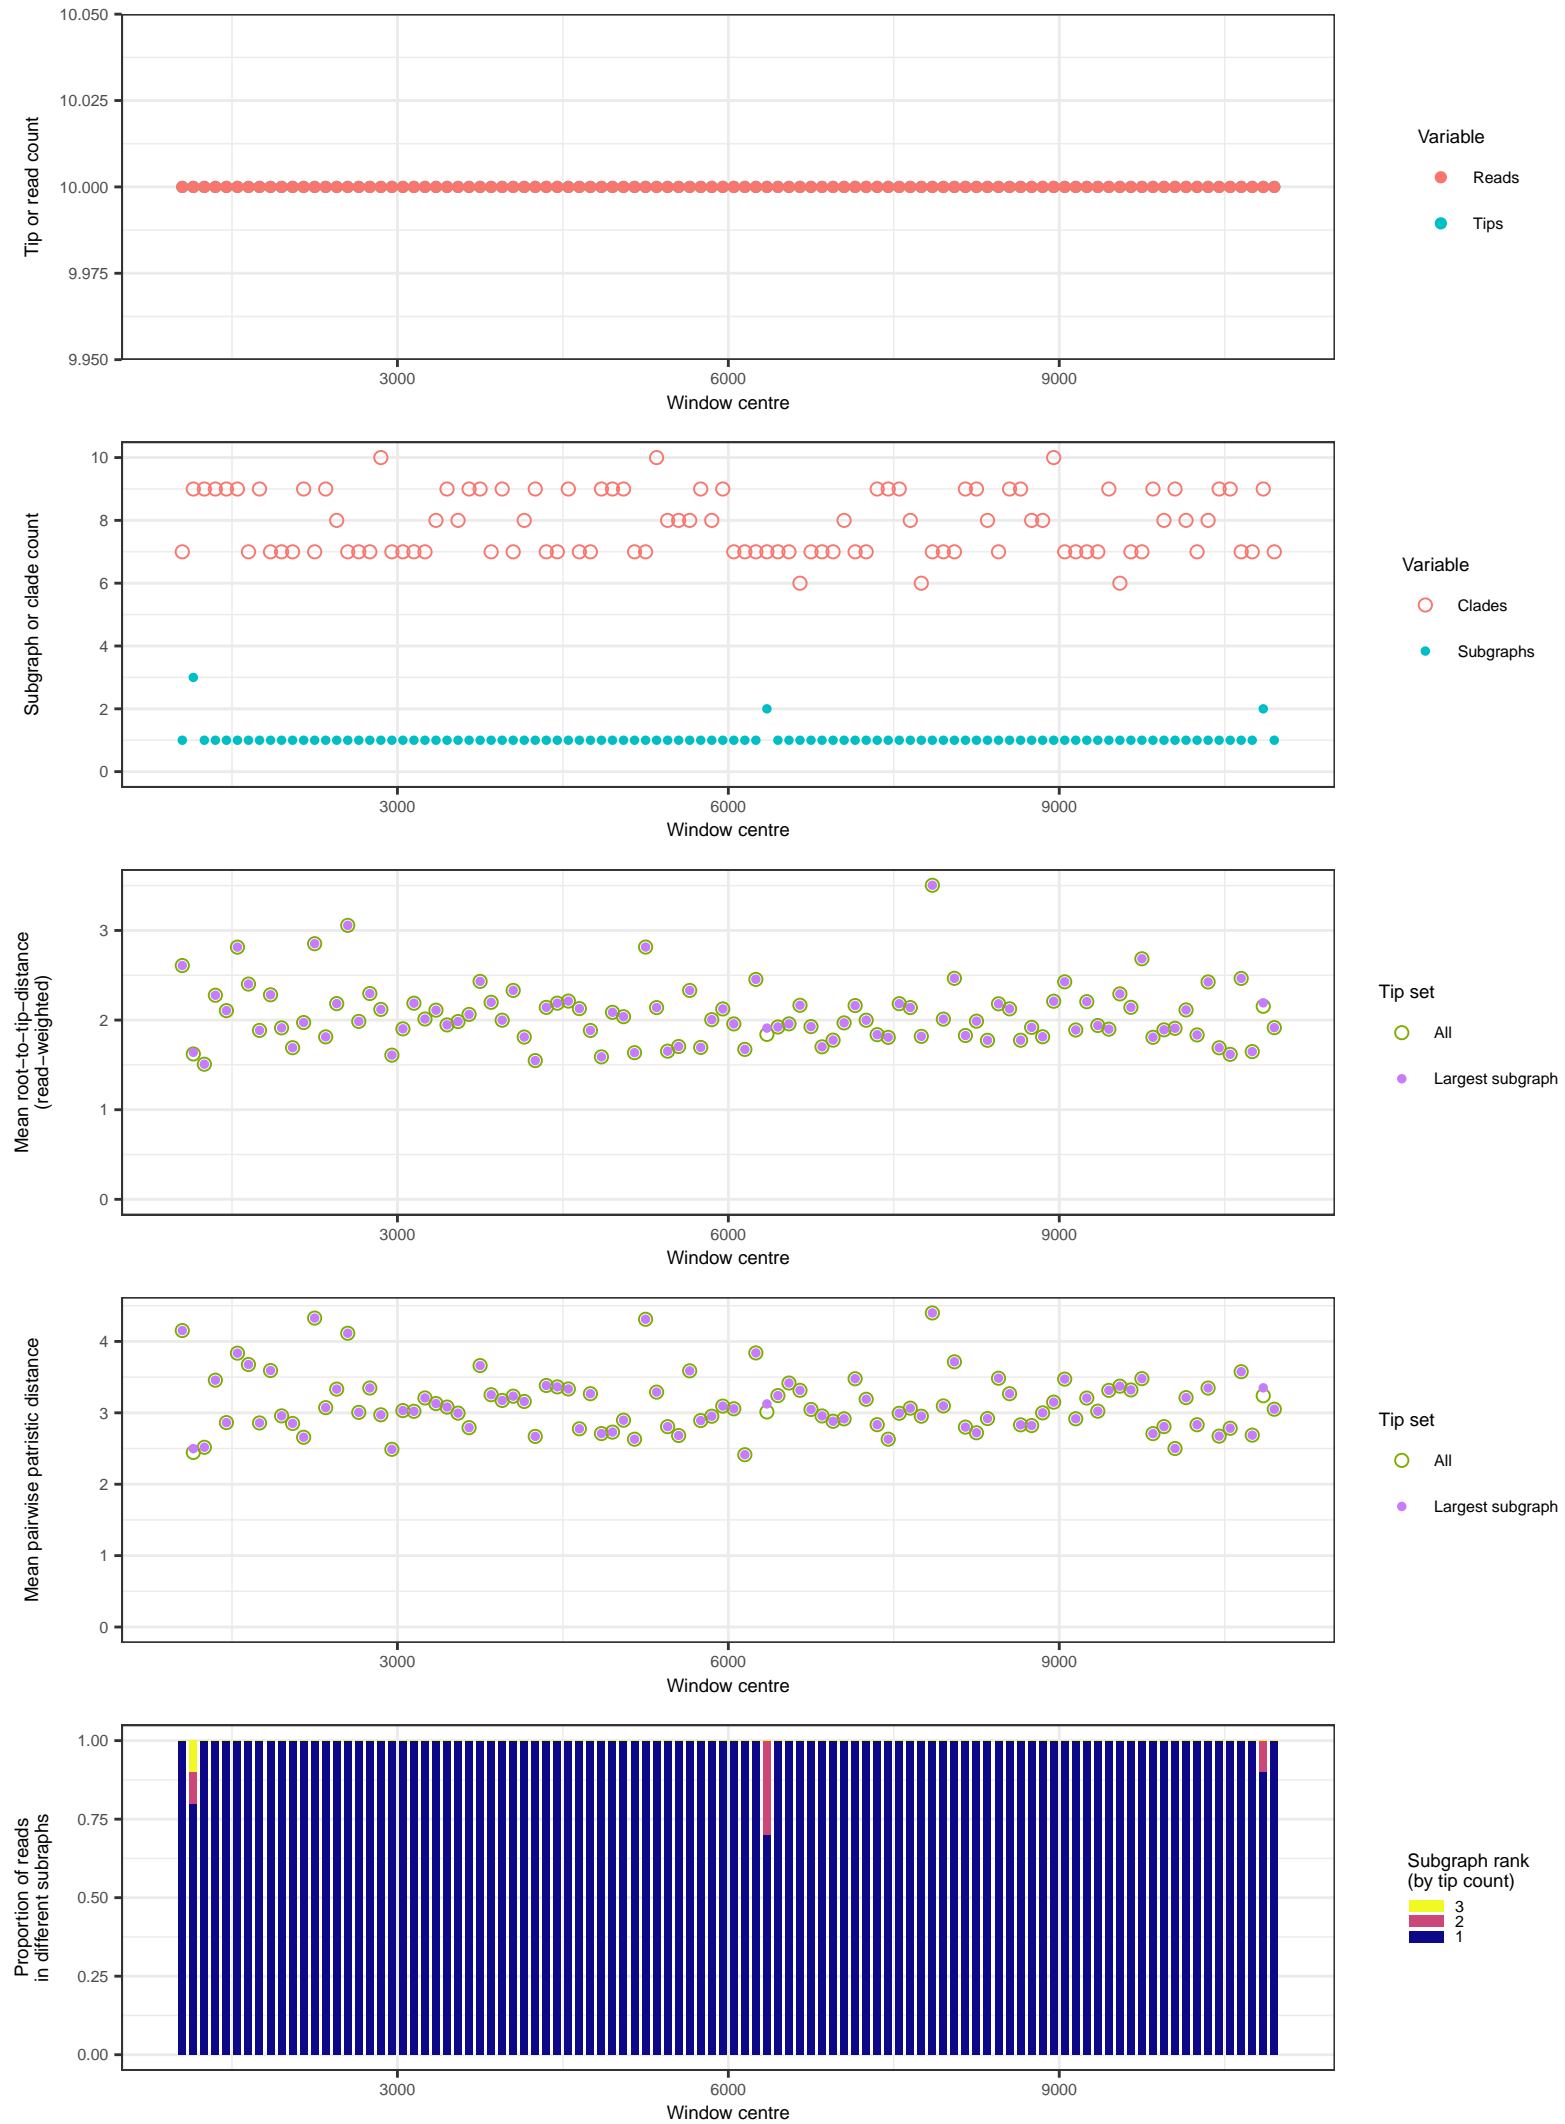 10.050
10.025
10.000
9.975
9.950
Tip or read count
3000
6000
9000
Window centre
Variable
Reads
Tips
10
8
6
4
2
0
Subgraph or clade count
3000
6000
9000
Window centre
Variable
Clades
Subgraphs
3
2
1
0
Mean root−to−tip−distance
(read−weighted)
3000
6000
9000
Window centre
Tip set
All
Largest subgraph
4
3
2
1
0
Mean pairwise patristic distance
3000
6000
9000
Window centre
Tip set
All
Largest subgraph
1.00
0.75
0.50
0.25
0.00
Proportion of reads
in different subraphs
3000
6000
9000
Window centre
Subgraph rank
(by tip count)
3
2
1